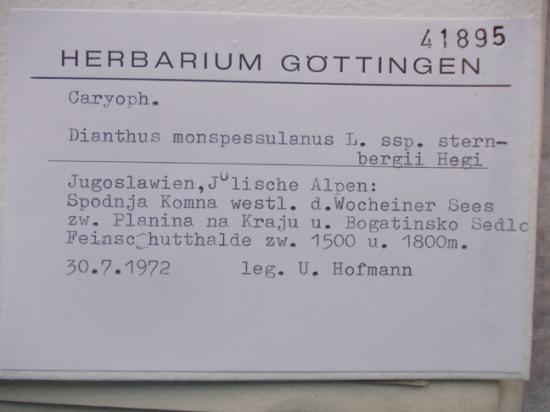 41895
HERBARIUM GÖTTINGEN
Caryoph.
Dianthus monspessulanus L. ssp. stern-
bergii Hegi
Jugoslawien,Julische Alpen:
Spodnja Komna westl. d.Wocheiner Sees
zw. Planina na Kraju u. Bogatinsko Sedlc
Feinschutthalde zw. 1500 u. 1800m.
30.7.1972 leg. U. Hofmann